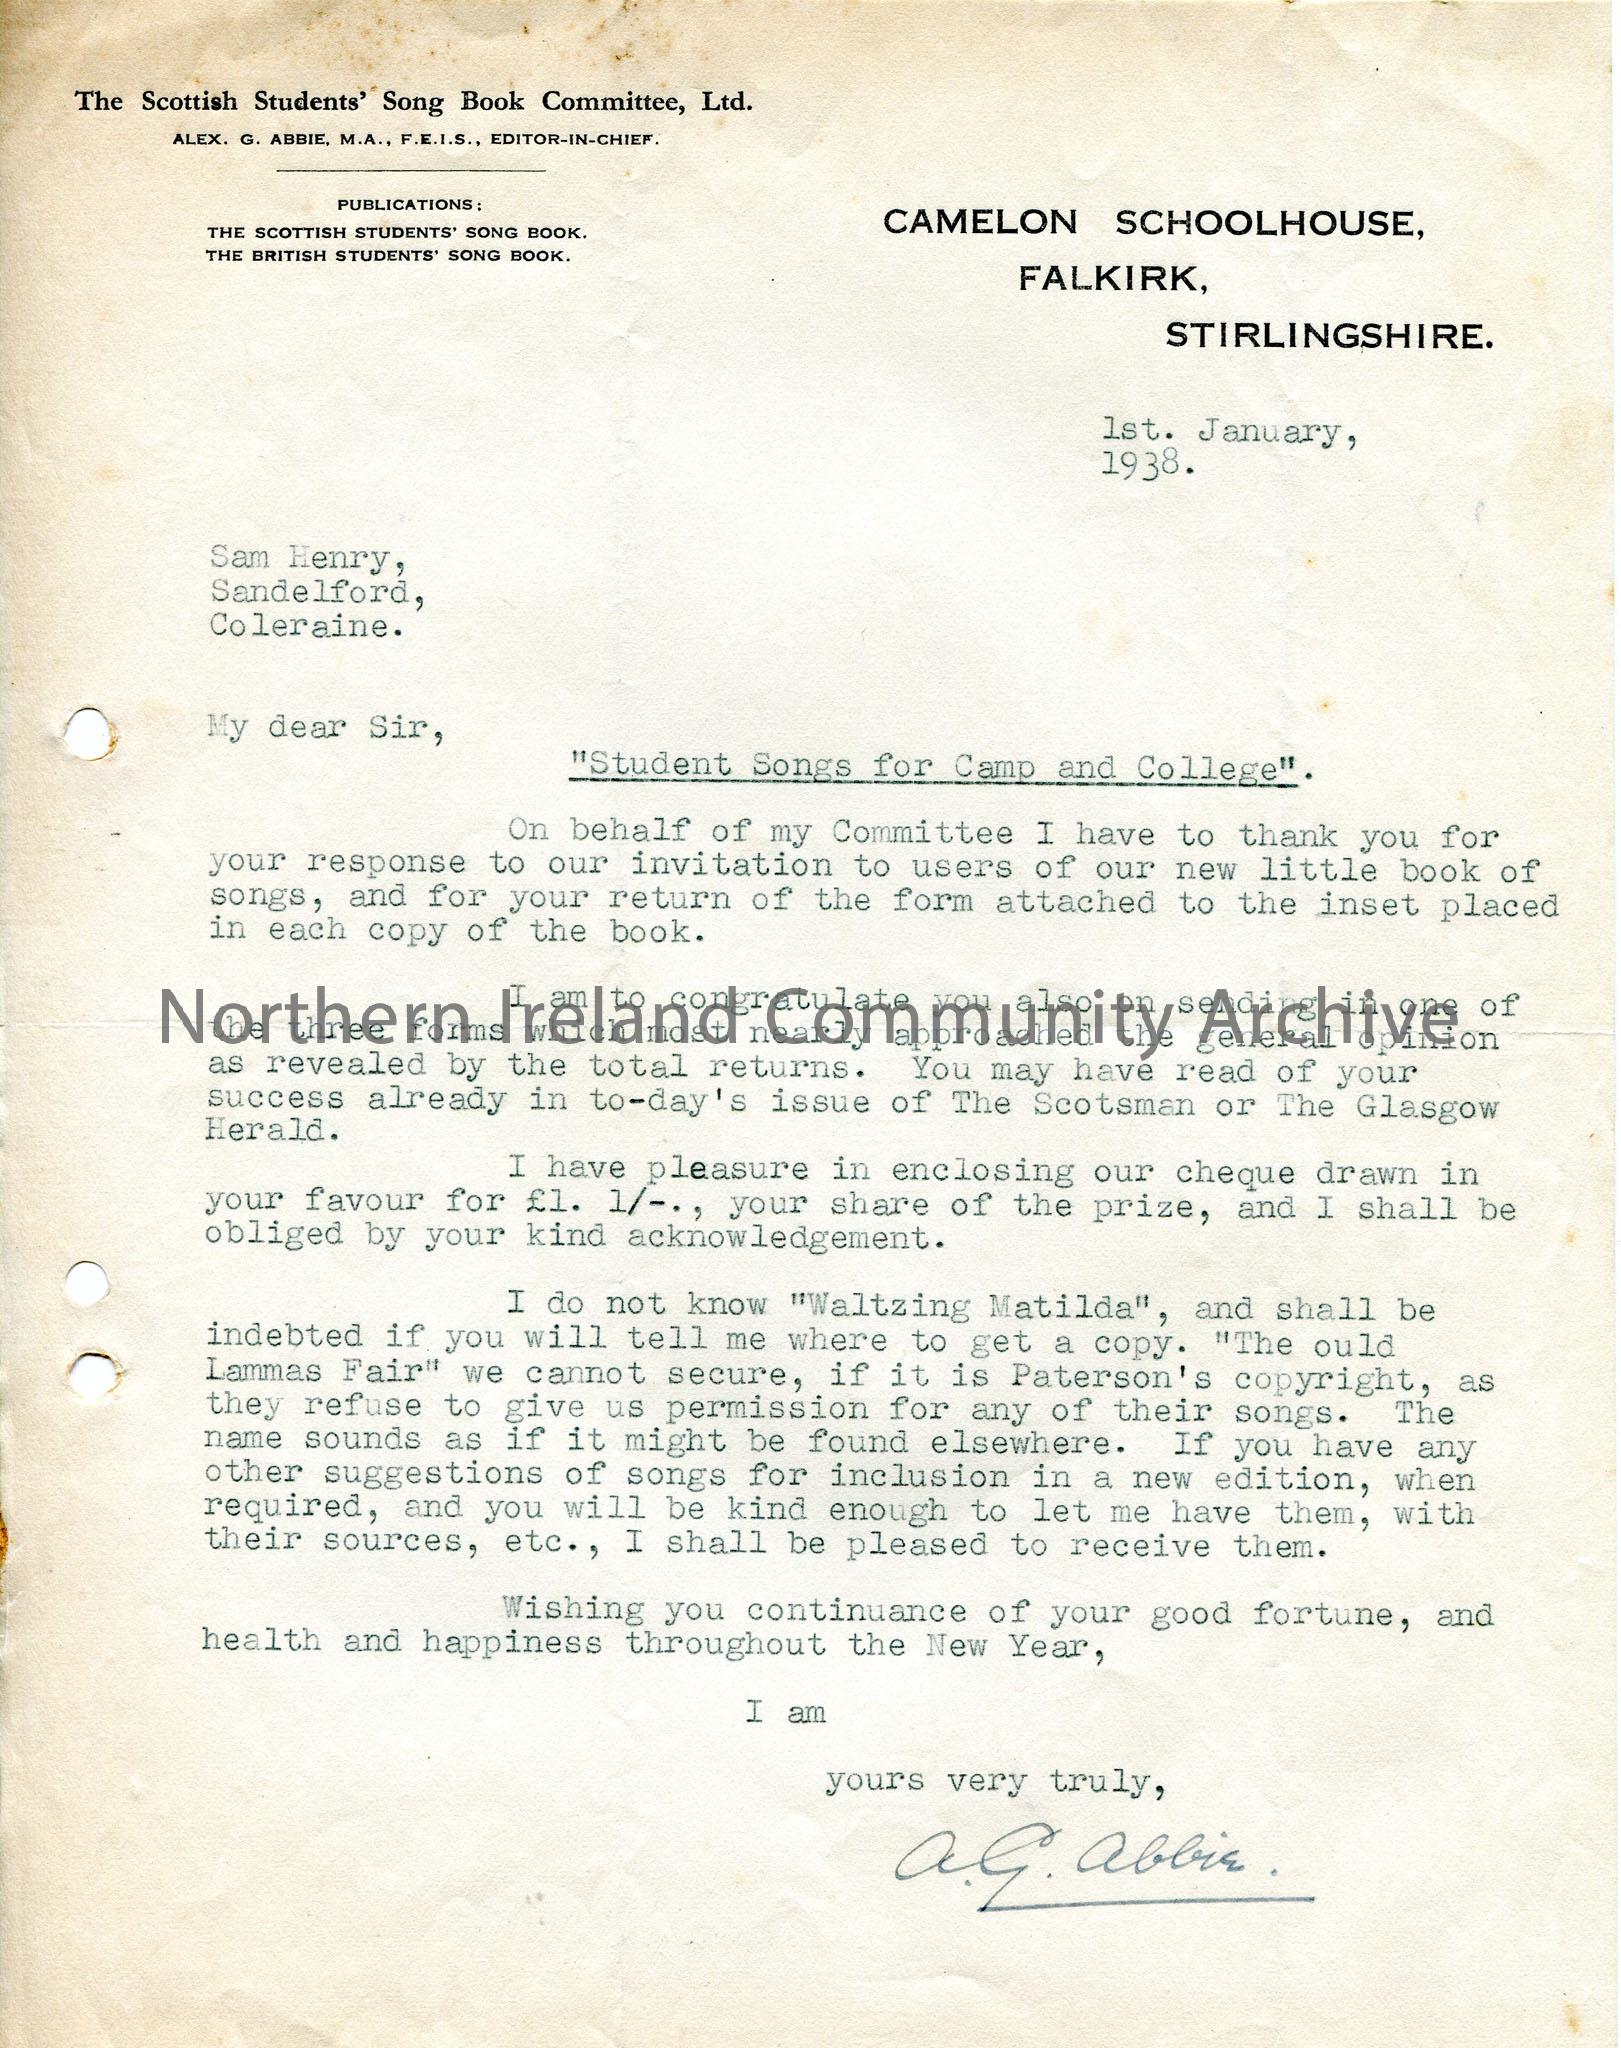 The Scottish Students' Song Book Committee, Ltd.
ALEX. G. ABBIE, M.A., F.E.I.S., EDITOR-IN-CHIEF.
PUBLICATIONS:
THE SCOTTISH STUDENTS' SONG BOOK.
THE BRITISH STUDENTS' SONG BOOK.
CAMELON SCHOOLHOUSE,
FALKIRK,
STIRLINGSHIRE.
1st. January,
1938.
Sam Henry,
Sandelford,
Coleraine.
My dear Sir,
"Student Songs for Camp and College".
On behalf of my Committee I have to thank you for
your response to our invitation to users of our new little book of
songs, and for your return of the form attached to the inset placed
in each copy of the book.
I am to congratulate you also on sending in one of
the three forms which most nearly approached the general opinion
Northern Ireland Community Archive
as revealed by the total returns. You may have read of your
success already in to-day's issue of The Scotsman or The Glasgow
Herald.
I have pleasure in enclosing our cheque drawn in
your favour for £1. 1/-., your share of the prize, and I shall be
obliged by your kind acknowledgement.
I do not know "Waltzing Matilda", and shall be
indebted if you will tell me where to get a copy. "The ould
Lammas Fair" we cannot secure, if it is Paterson's copyright, as
they refuse to give us permission for any of their songs. The
name sounds as if it might be found elsewhere. If you have any
other suggestions of songs for inclusion in a new edition, when
required, and you will be kind enough to let me have them, with
their sources, etc., I shall be pleased to receive them.
Wishing you continuance of your good fortune, and
health and happiness throughout the New Year,
I am
yours very truly,
A. G. Abbie.